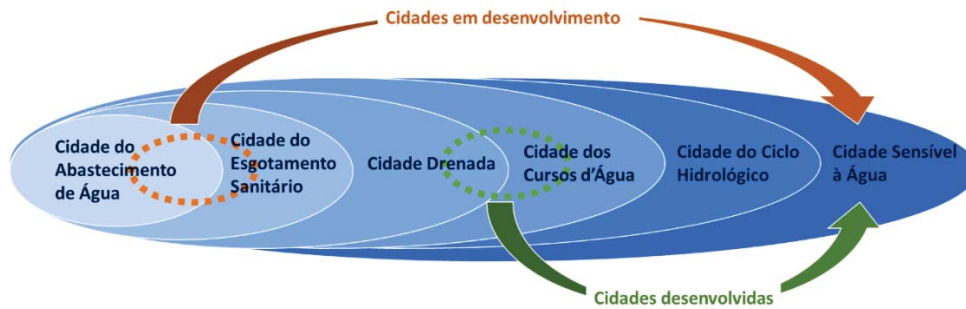 Cidades em desenvolvimento
Cidade do
Abastecimento
de Água
Cidade do
Esgotamento
Sanitário
Cidade Drenada
Cidade dos
Cursos d'Água
Cidade do Ciclo
Hidrológico
Cidade Sensível
à Água
Cidades desenvolvidas